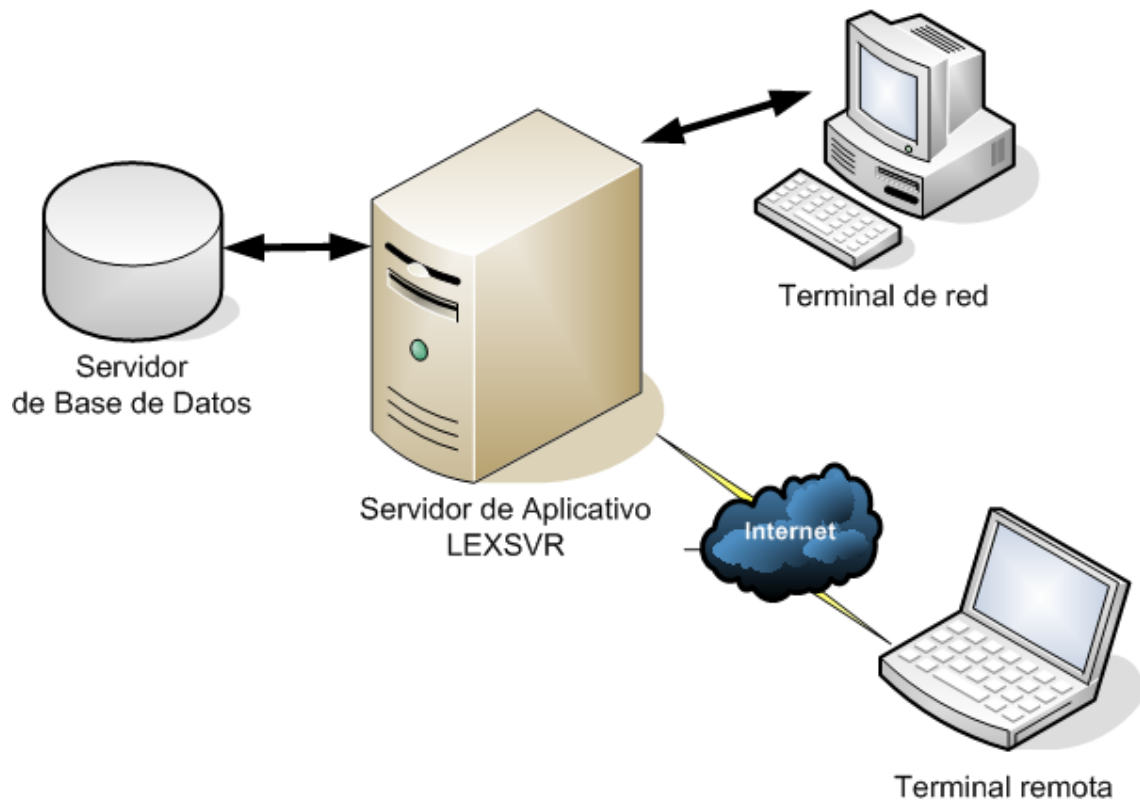 Terminal de red
Servidor
de Base de Datos
Servidor de Aplicativo
LEXSVR
Internet
Terminal remota